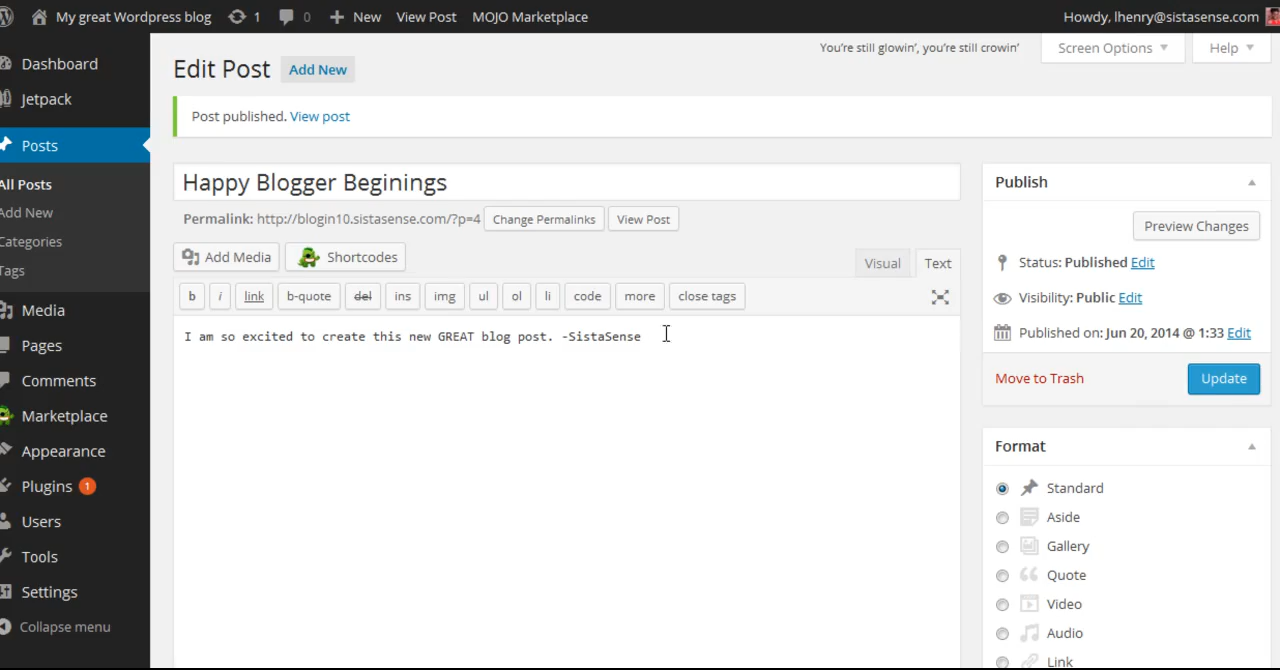 My great Wordpress blog 1 0 New View Post MOJO Marketplace Howdy, lhenry@sistasense.com
You're still glowin', you're still crowin' Screen Options Help
Dashboard
Jetpack
Posts
All Posts
Add New
Categories
Tags
Media
Pages
Comments
Marketplace
Appearance
Plugins 1
Users
Tools
Settings
Collapse menu
Edit Post Add New
Post published. View post
Happy Blogger Beginings
Permalink: http://blogin10.sistasense.com/?p=4 Change Permalinks View Post
Add Media Shortcodes Visual Text
b i link b-quote del ins img ul ol li code more close tags
I am so excited to create this new GREAT blog post. -SistaSense
Publish
Preview Changes
Status: Published Edit
Visibility: Public Edit
Published on: Jun 20, 2014 @ 1:33 Edit
Move to Trash Update
Format
Standard
Aside
Gallery
Quote
Video
Audio
Link